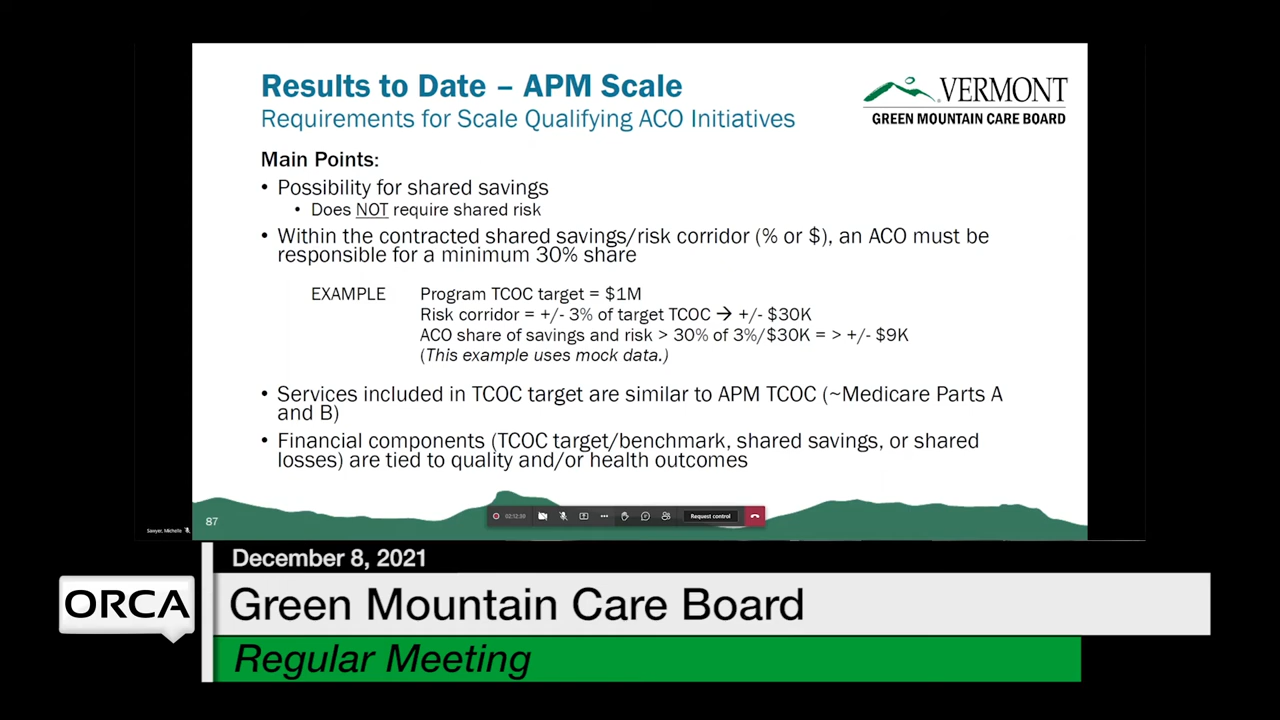 Results to Date – APM Scale
Requirements for Scale Qualifying ACO Initiatives
VERMONT
GREEN MOUNTAIN CARE BOARD
Main Points:
• Possibility for shared savings
• Does NOT require shared risk
• Within the contracted shared savings/risk corridor (% or $), an ACO must be
responsible for a minimum 30% share
EXAMPLE Program TCOC target = $1M
Risk corridor = +/- 3% of target TCOC → +/- $30K
ACO share of savings and risk > 30% of 3%/$30K = > +/- $9K
(This example uses mock data.)
• Services included in TCOC target are similar to APM TCOC (~Medicare Parts A
and B)
• Financial components (TCOC target/benchmark, shared savings, or shared
losses) are tied to quality and/or health outcomes
87
02:12:30
Request control
Sawyer, Michelle
December 8, 2021
ORCA
Green Mountain Care Board
Regular Meeting